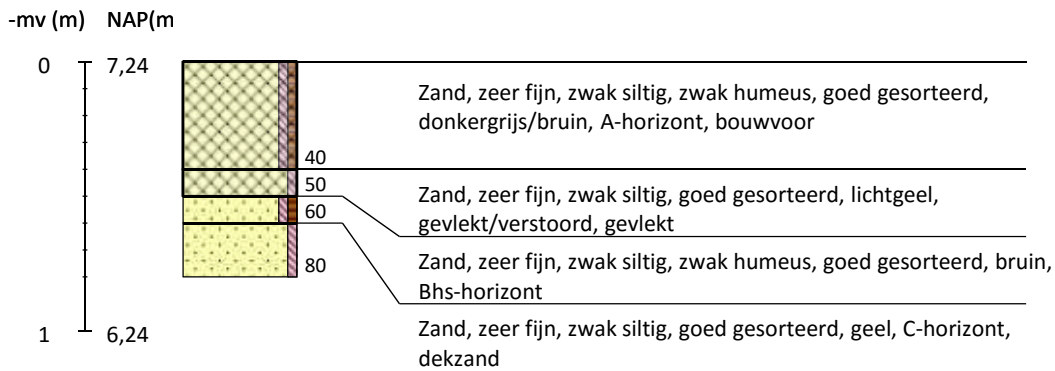 -mv (m) NAP(m
0 7,24
Zand, zeer fijn, zwak siltig, zwak humeus, goed gesorteerd,
donkergrijs/bruin, A-horizont, bouwvoor
40
50
Zand, zeer fijn, zwak siltig, goed gesorteerd, lichtgeel,
gevlekt/verstoord, gevlekt
60
Zand, zeer fijn, zwak siltig, zwak humeus, goed gesorteerd, bruin,
Bhs-horizont
80
1 6,24
Zand, zeer fijn, zwak siltig, goed gesorteerd, geel, C-horizont,
dekzand